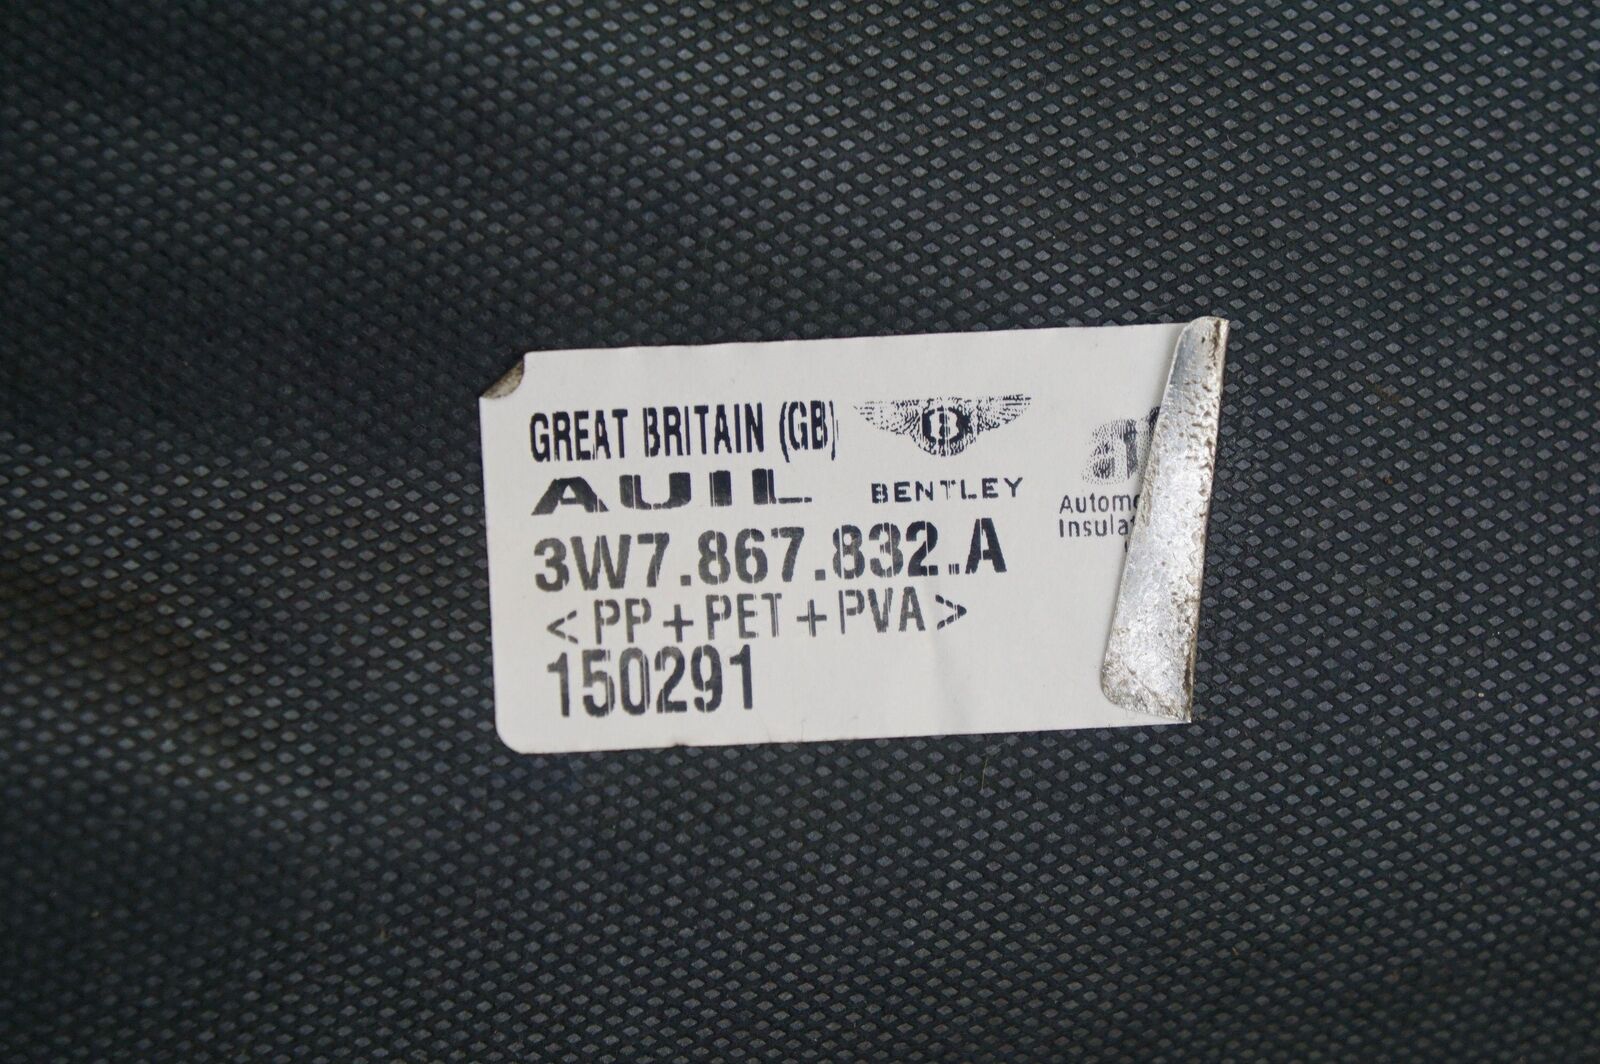 GREAT BRITAIN (GB)
AUIL
BENTLEY
3W7.867.832.A
<PP+PET+PVA>
150291